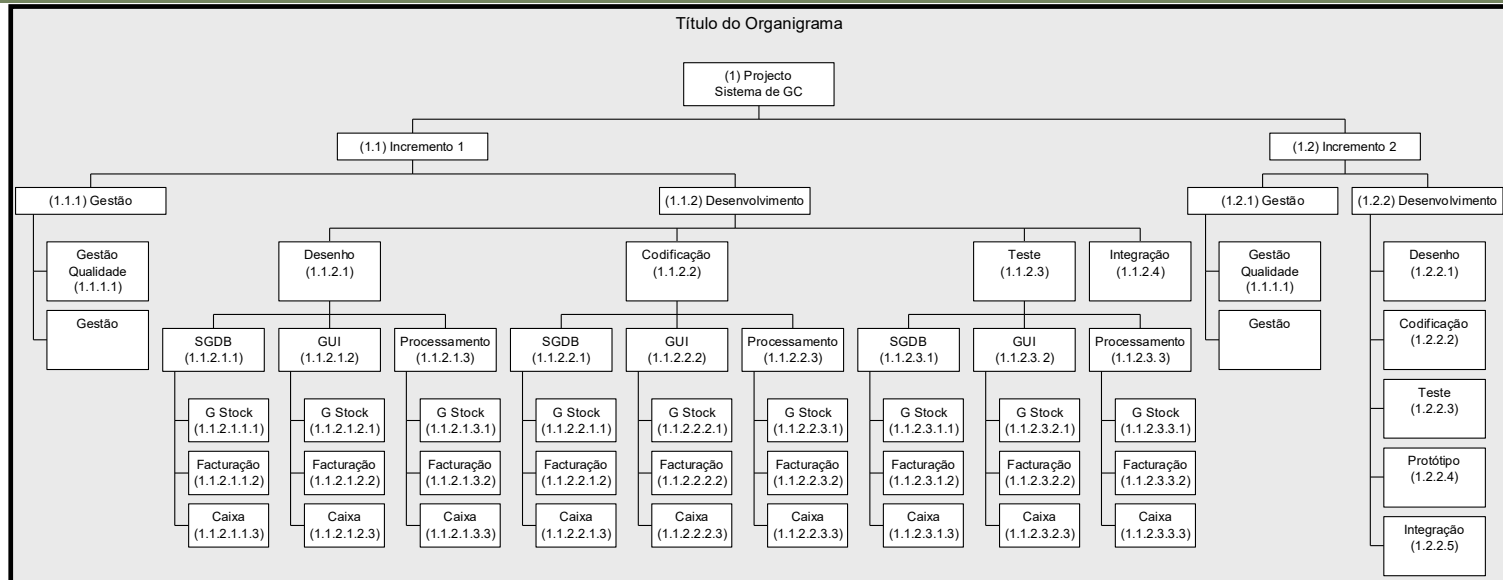 Título do Organigrama
(1) Projecto
Sistema de GC
(1.1) Incremento 1
(1.2) Incremento 2
(1.1.1) Gestão
(1.1.2) Desenvolvimento
(1.2.1) Gestão
(1.2.2) Desenvolvimento
Gestão
Qualidade
(1.1.1.1)
Gestão
Desenho
(1.1.2.1)
Codificação
(1.1.2.2)
Teste
(1.1.2.3)
Integração
(1.1.2.4)
SGDB
(1.1.2.1.1)
GUI
(1.1.2.1.2)
Processamento
(1.1.2.1.3)
SGDB
(1.1.2.2.1)
GUI
(1.1.2.2.2)
Processamento
(1.1.2.2.3)
SGDB
(1.1.2.3.1)
GUI
(1.1.2.3.2)
Processamento
(1.1.2.3.3)
G Stock
(1.1.2.1.1.1)
Facturação
(1.1.2.1.1.2)
Caixa
(1.1.2.1.1.3)
G Stock
(1.1.2.1.2.1)
Facturação
(1.1.2.1.2.2)
Caixa
(1.1.2.1.2.3)
G Stock
(1.1.2.1.3.1)
Facturação
(1.1.2.1.3.2)
Caixa
(1.1.2.1.3.3)
G Stock
(1.1.2.2.1.1)
Facturação
(1.1.2.2.1.2)
Caixa
(1.1.2.2.1.3)
G Stock
(1.1.2.2.2.1)
Facturação
(1.1.2.2.2.2)
Caixa
(1.1.2.2.2.3)
G Stock
(1.1.2.2.3.1)
Facturação
(1.1.2.2.3.2)
Caixa
(1.1.2.2.3.3)
G Stock
(1.1.2.3.1.1)
Facturação
(1.1.2.3.1.2)
Caixa
(1.1.2.3.1.3)
G Stock
(1.1.2.3.2.1)
Facturação
(1.1.2.3.2.2)
Caixa
(1.1.2.3.2.3)
G Stock
(1.1.2.3.3.1)
Facturação
(1.1.2.3.3.2)
Caixa
(1.1.2.3.3.3)
Gestão
Qualidade
(1.1.1.1)
Gestão
Desenho
(1.2.2.1)
Codificação
(1.2.2.2)
Teste
(1.2.2.3)
Protótipo
(1.2.2.4)
Integração
(1.2.2.5)